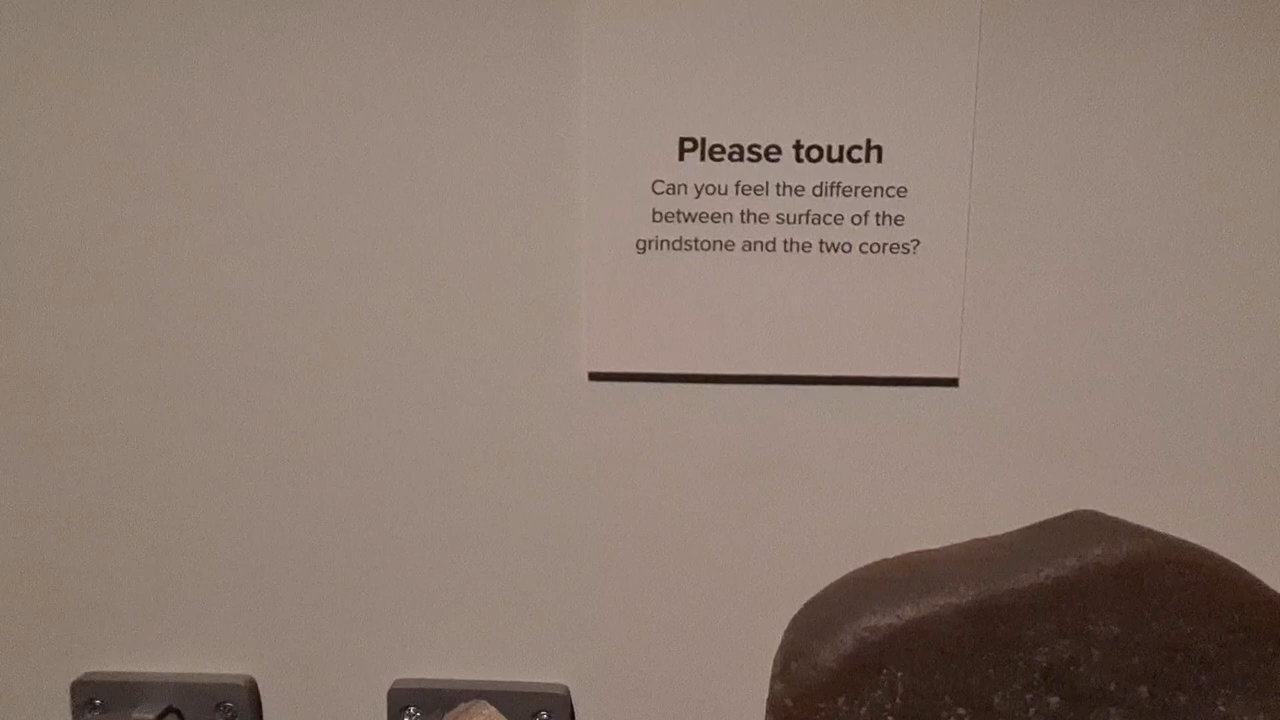 Please touch
Can you feel the difference
between the surface of the
grindstone and the two cores?